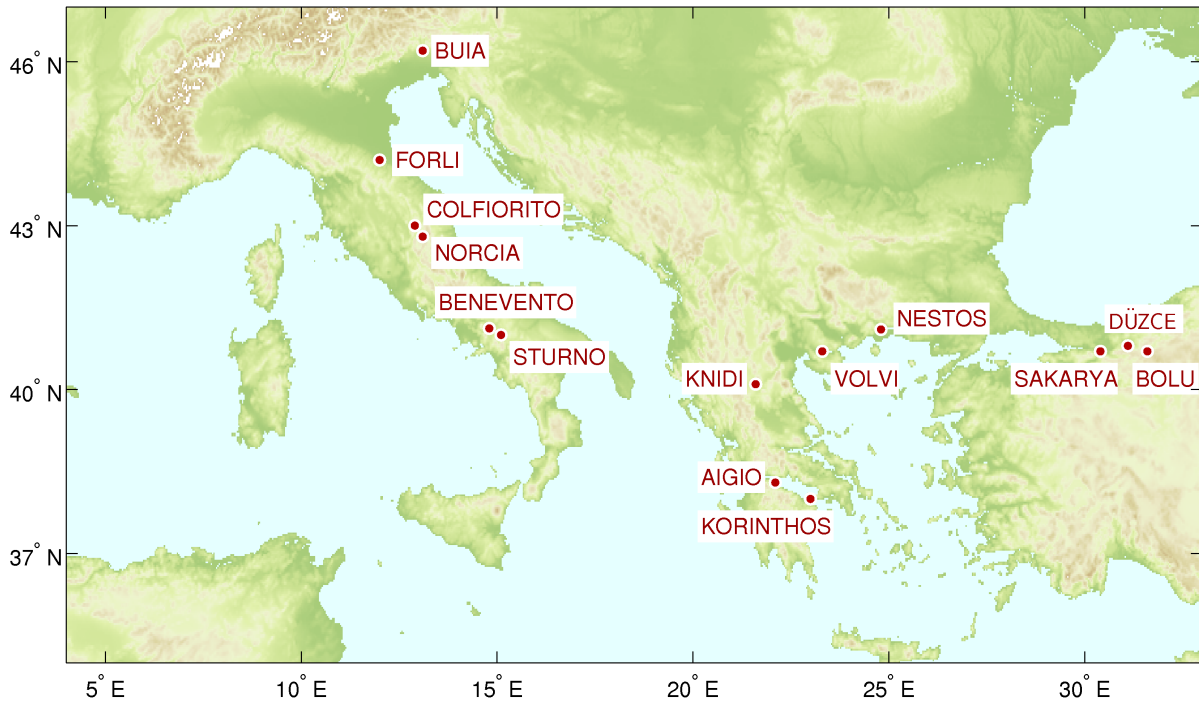 BUIA
46° N
FORLI
COLFIORITO
43° N
NORCIA
BENEVENTO
NESTOS
DÜZCE
STURNO
KNIDI
VOLVI
SAKARYA
BOLU
40° N
AIGIO
KORINTHOS
37° N
5° E
10° E
15° E
20° E
25° E
30° E